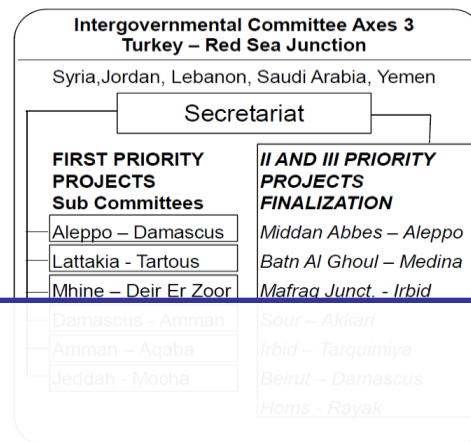 Intergovernmental Committee Axes 3
Turkey – Red Sea Junction
Syria,Jordan, Lebanon, Saudi Arabia, Yemen
Secretariat
FIRST PRIORITY
PROJECTS
Sub Committees
Aleppo – Damascus
Lattakia - Tartous
Mhine – Deir Er Zoor
Damascus - Amman
Amman – Aqaba
Jeddah - Mocha
II AND III PRIORITY
PROJECTS
FINALIZATION
Middan Abbes – Aleppo
Batn Al Ghoul – Medina
Mafraq Junct. - Irbid
Sour – Akkari
Irbid – Tarquimiya
Beirut – Damascus
Homs - Rayak